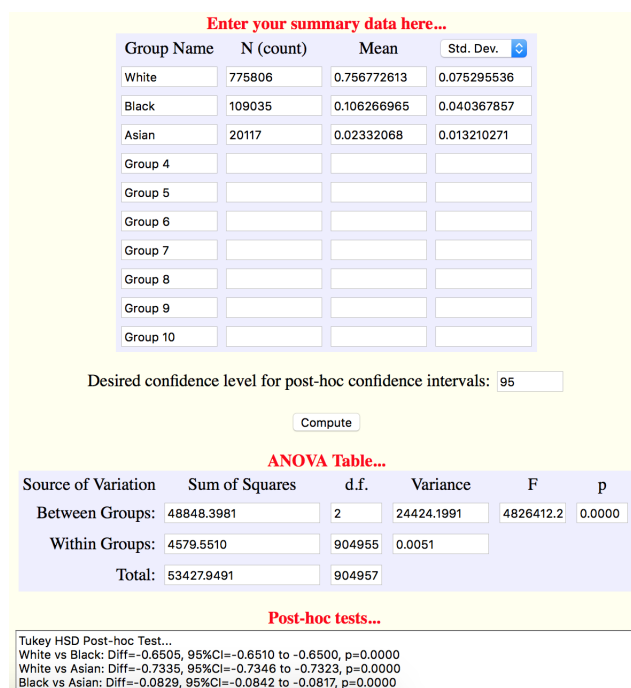 Enter your summary data here...
Group Name N (count) Mean Std. Dev.
White 775806 0.756772613 0.075295536
Black 109035 0.106266965 0.040367857
Asian 20117 0.02332068 0.013210271
Group 4
Group 5
Group 6
Group 7
Group 8
Group 9
Group 10
Desired confidence level for post-hoc confidence intervals: 95
Compute
ANOVA Table...
Source of Variation Sum of Squares d.f. Variance F p
Between Groups: 48848.3981 2 24424.1991 4826412.2 0.0000
Within Groups: 4579.5510 904955 0.0051
Total: 53427.9491 904957
Post-hoc tests...
Tukey HSD Post-hoc Test...
White vs Black: Diff=-0.6505, 95%CI=-0.6510 to -0.6500, p=0.0000
White vs Asian: Diff=-0.7335, 95%CI=-0.7346 to -0.7323, p=0.0000
Black vs Asian: Diff=-0.0829, 95%CI=-0.0842 to -0.0817, p=0.0000